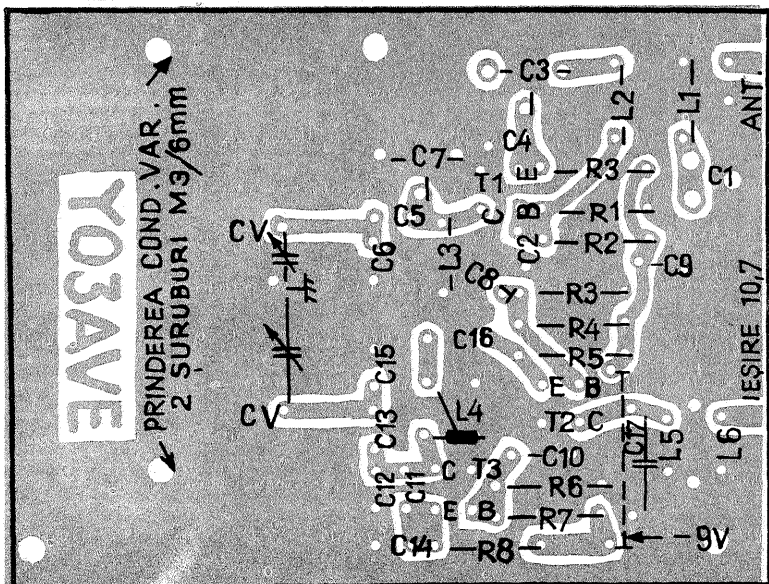 YO3AVE
PRINDEREA COND.VAR.
2 SURUBURI M3/6mm
C3
L2
L1
ANT.
C4
C7
T1
E
R3
C1
C5
C
B
R1
CV
C6
L3
C2
R2
C9
C8
Y
R3
R4
C16
R5
C15
E
B
T
IEȘIRE 10,7
CV
C13
L4
T2
C
C17
L5
L6
C12
C11
C
T3
C10
R6
E
B
R7
C14
R8
-9V